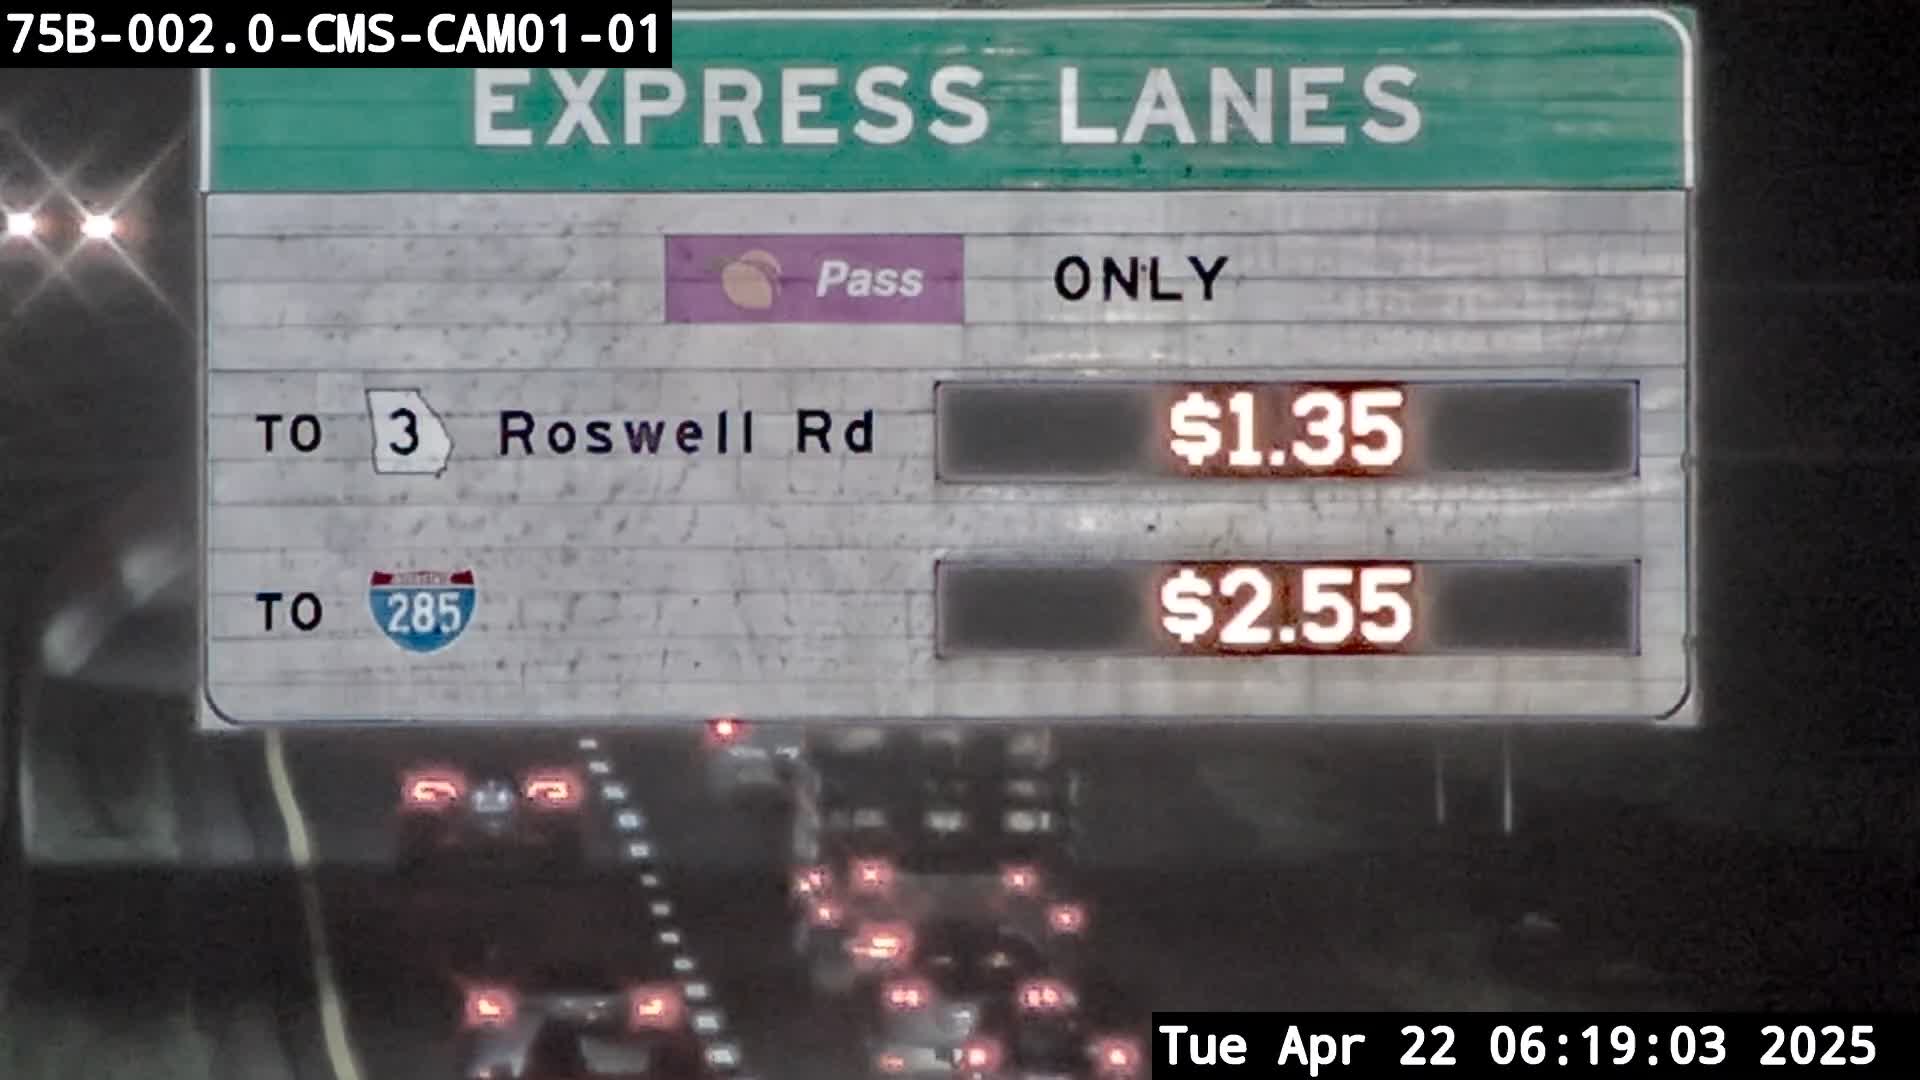 75B-002.0-CMS-CAM01-01
EXPRESS LANES
Pass ONLY
TO 3 Roswell Rd $1.35
TO 285 $2.55
Tue Apr 22 06:19:03 2025